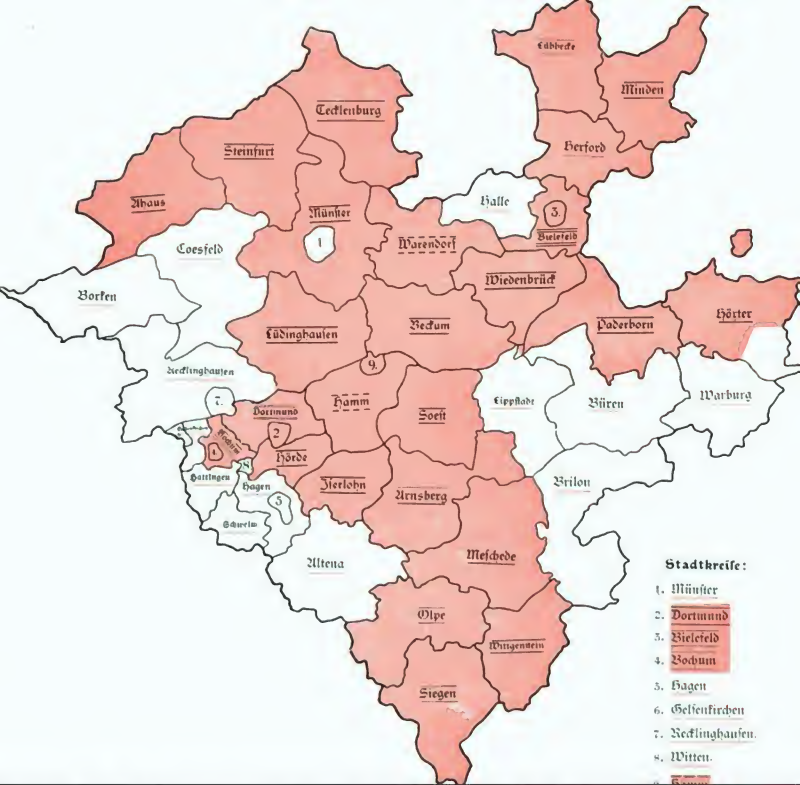 Lübbecke
Minden
Tecklenburg
Herford
Steinfurt
Ahaus
Halle
Münster
3.
Bielefeld
1
Warendorf
Coesfeld
Wiedenbrück
Borken
Höxter
Paderborn
Lüdinghausen
Beckum
9.
Recklinghausen
Lippstadt
Büren
Warburg
7.
Hamm
Soest
Dortmund
2
Bochum
4.
Hörde
8
Hattingen
Hagen
Iserlohn
5
Arnsberg
Brilon
Schwelm
Altena
Meschede
Olpe
Wittgenstein
Siegen
Stadtkreise:
1. Münster
2. Dortmund
3. Bielefeld
4. Bochum
5. Hagen
6. Gelsenkirchen
7. Recklinghausen.
8. Witten.
9. Hamm